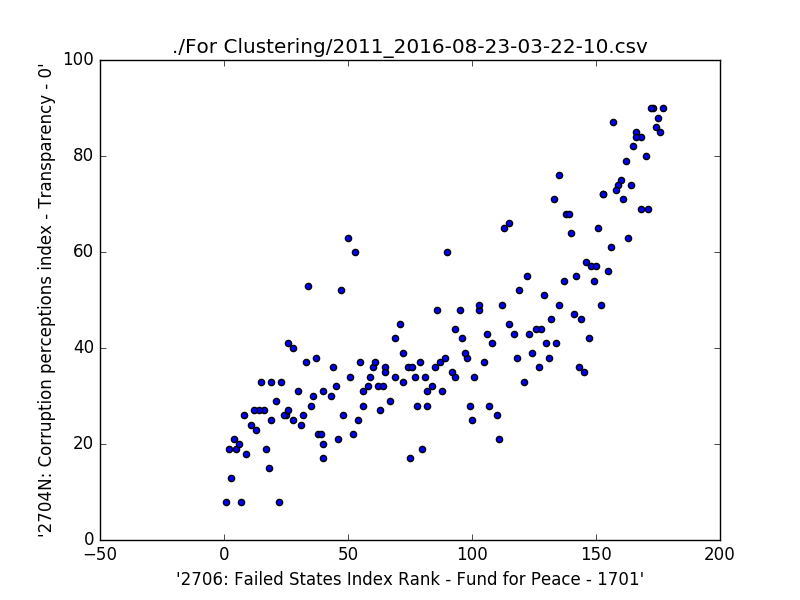 ./For Clustering/2011_2016-08-23-03-22-10.csv
100
80
60
40
20
0
−50 0 50 100 150 200
'2704N: Corruption perceptions index - Transparency - 0'
'2706: Failed States Index Rank - Fund for Peace - 1701'